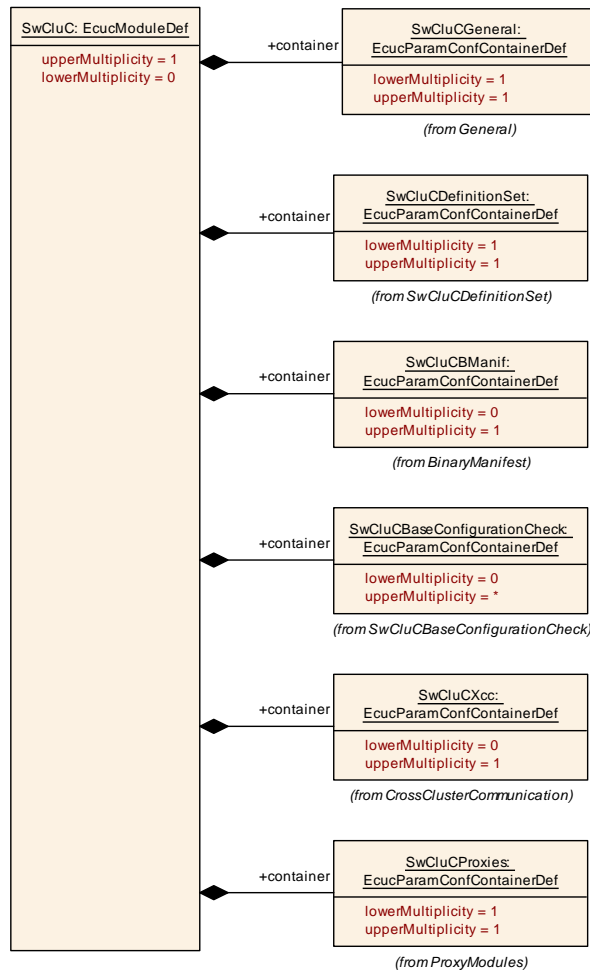 SwCluC: EcucModuleDef
upperMultiplicity = 1
lowerMultiplicity = 0
+container
SwCluCGeneral:
EcucParamConfContainerDef
lowerMultiplicity = 1
upperMultiplicity = 1
(from General)
+container
SwCluCDefinitionSet:
EcucParamConfContainerDef
lowerMultiplicity = 1
upperMultiplicity = 1
(from SwCluCDefinitionSet)
+container
SwCluCBManif:
EcucParamConfContainerDef
lowerMultiplicity = 0
upperMultiplicity = 1
(from BinaryManifest)
+container
SwCluCBaseConfigurationCheck:
EcucParamConfContainerDef
lowerMultiplicity = 0
upperMultiplicity = *
(from SwCluCBaseConfigurationCheck)
+container
SwCluCXcc:
EcucParamConfContainerDef
lowerMultiplicity = 0
upperMultiplicity = 1
(from CrossClusterCommunication)
+container
SwCluCProxies:
EcucParamConfContainerDef
lowerMultiplicity = 1
upperMultiplicity = 1
(from ProxyModules)